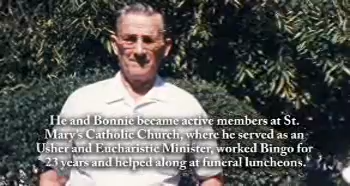 He and Bonnie became active members at St.
Mary's Catholic Church, where he served as an
Usher and Eucharistic Minister, worked Bingo for
23 years and helped along at funeral luncheons.